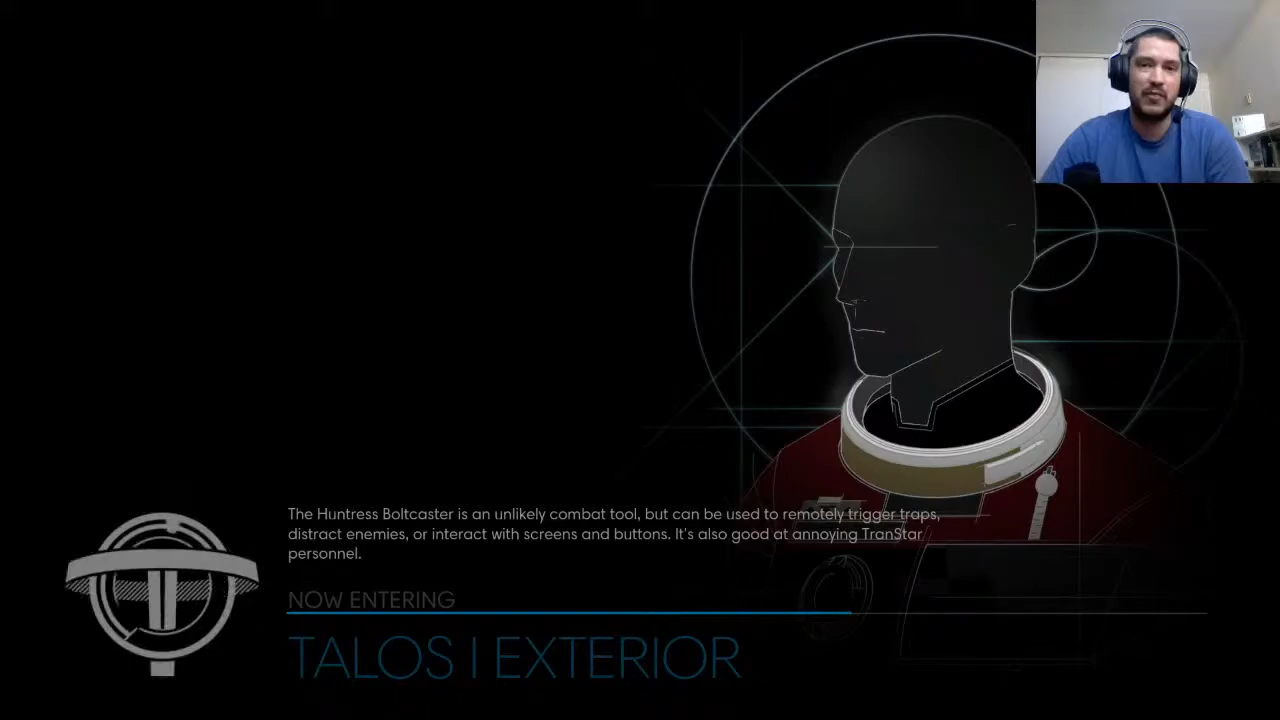 The Huntress Boltcaster is an unlikely combat tool, but can be used to remotely trigger traps,
distract enemies, or interact with screens and buttons. It's also good at annoying TranStar
personnel.
NOW ENTERING
TALOS I EXTERIOR